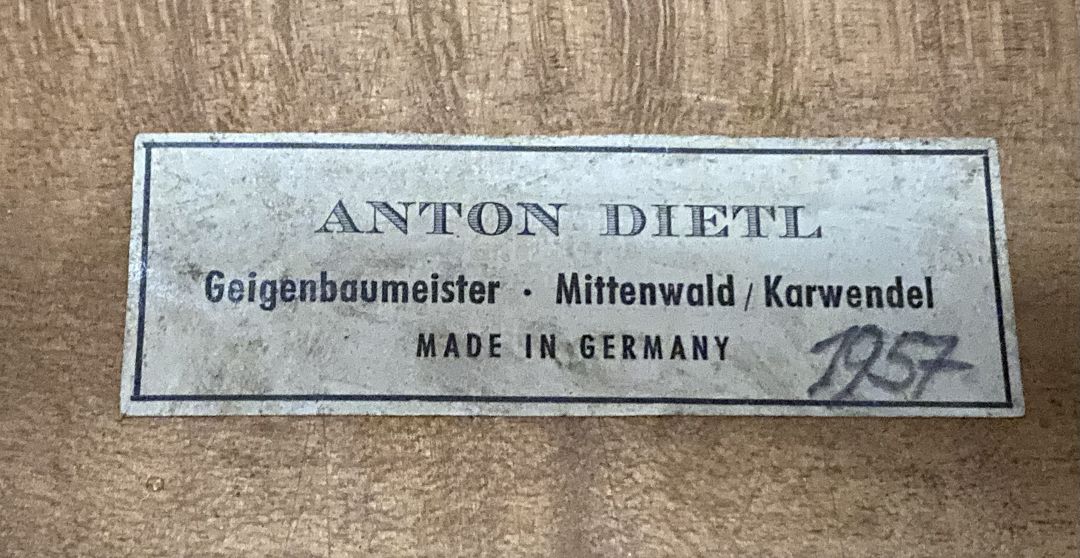 ANTON DIETL
Geigenbaumeister · Mittenwald / Karwendel
MADE IN GERMANY
1957